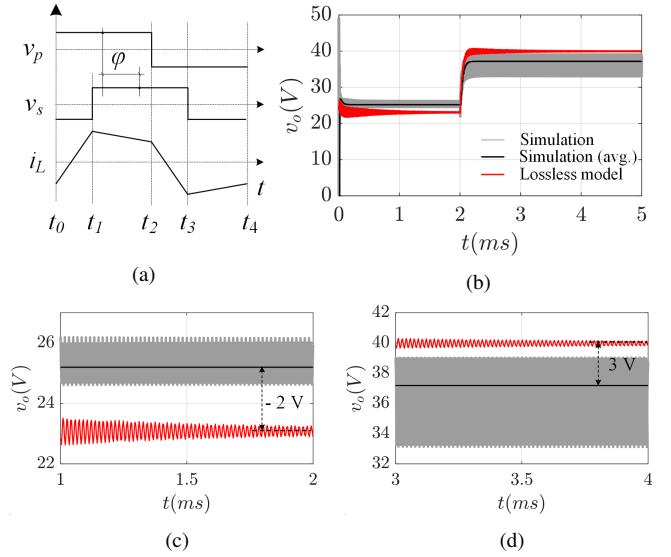 v_p
φ
v_s
i_L
t
t_0 t_1 t_2 t_3 t_4
(a)
50
40
30
20
10
0
v_o(V)
Simulation
Simulation (avg.)
Lossless model
0 1 2 3 4 5
t(ms)
(b)
26
25
24
23
22
v_o(V)
- 2 V
1 1.5 2
t(ms)
(c)
42
40
38
36
34
32
v_o(V)
3 V
3 3.5 4
t(ms)
(d)